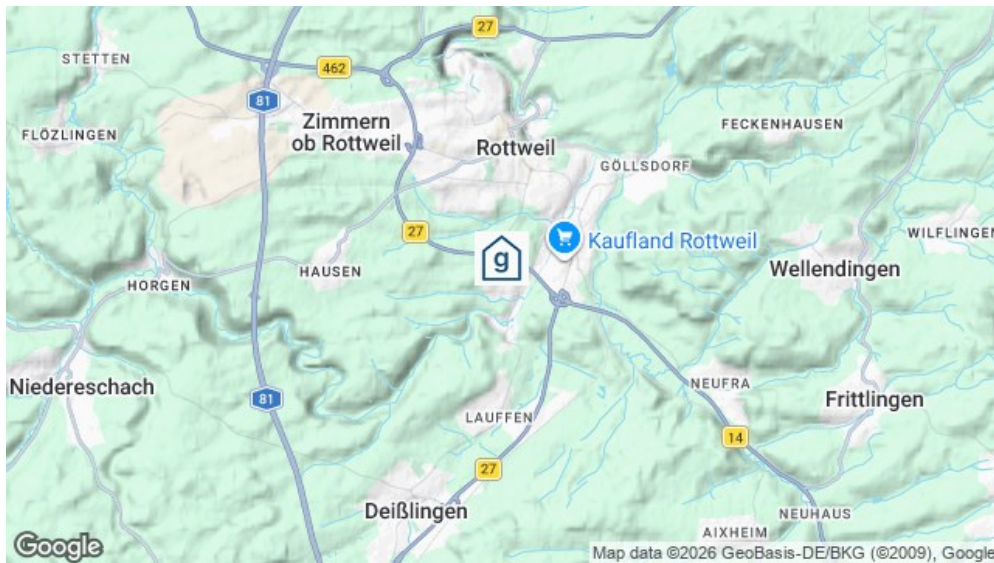 27
STETTEN
462
81
Zimmern
ob Rottweil
FLÖZLINGEN
Rottweil
FECKENHAUSEN
GÖLLSDORF
27
Kaufland Rottweil
WILFLINGEN
g
HAUSEN
Wellendingen
HORGEN
Niedereschach
NEUFRA
81
LAUFFEN
Frittlingen
14
27
Deißlingen
NEUHAUS
AIXHEIM
Google
Map data ©2026 GeoBasis-DE/BKG (©2009), Google